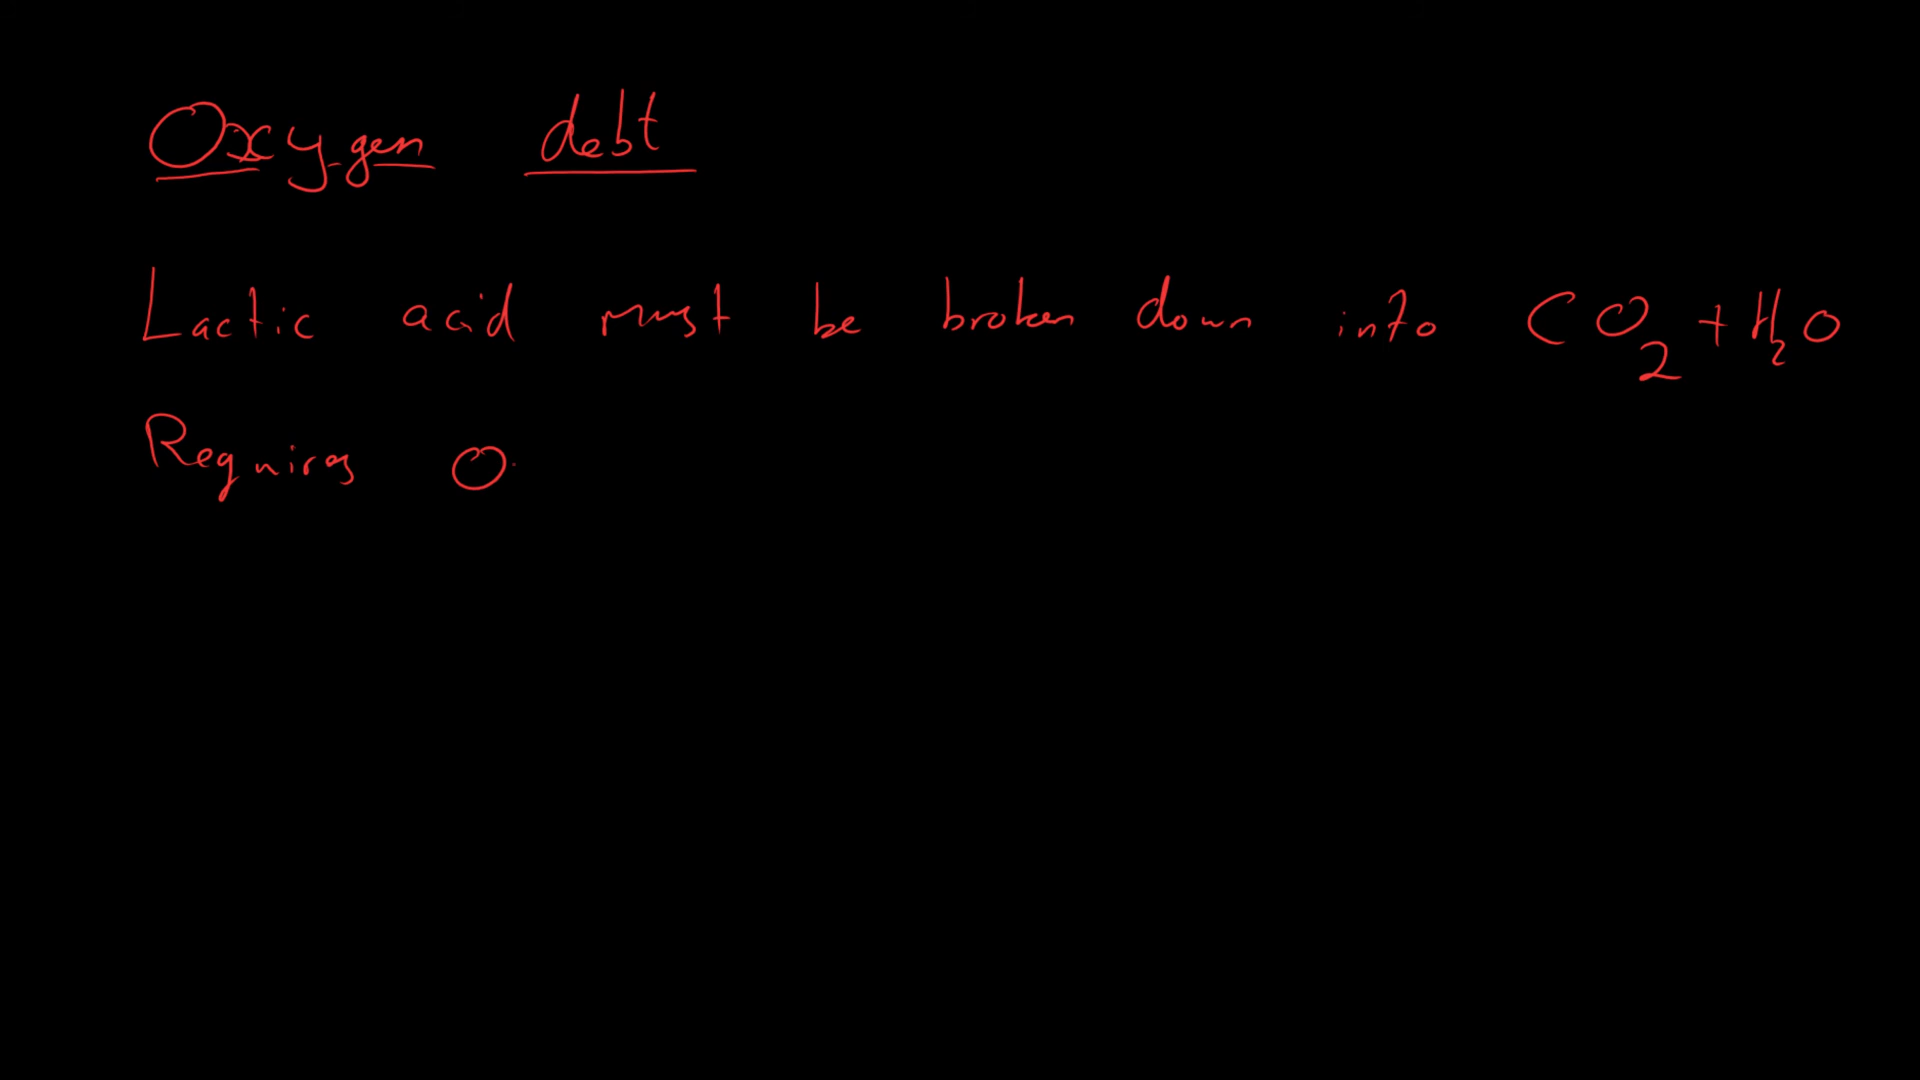 Oxygen debt
Lactic acid must be broken down into CO₂ + H₂O
Requires O